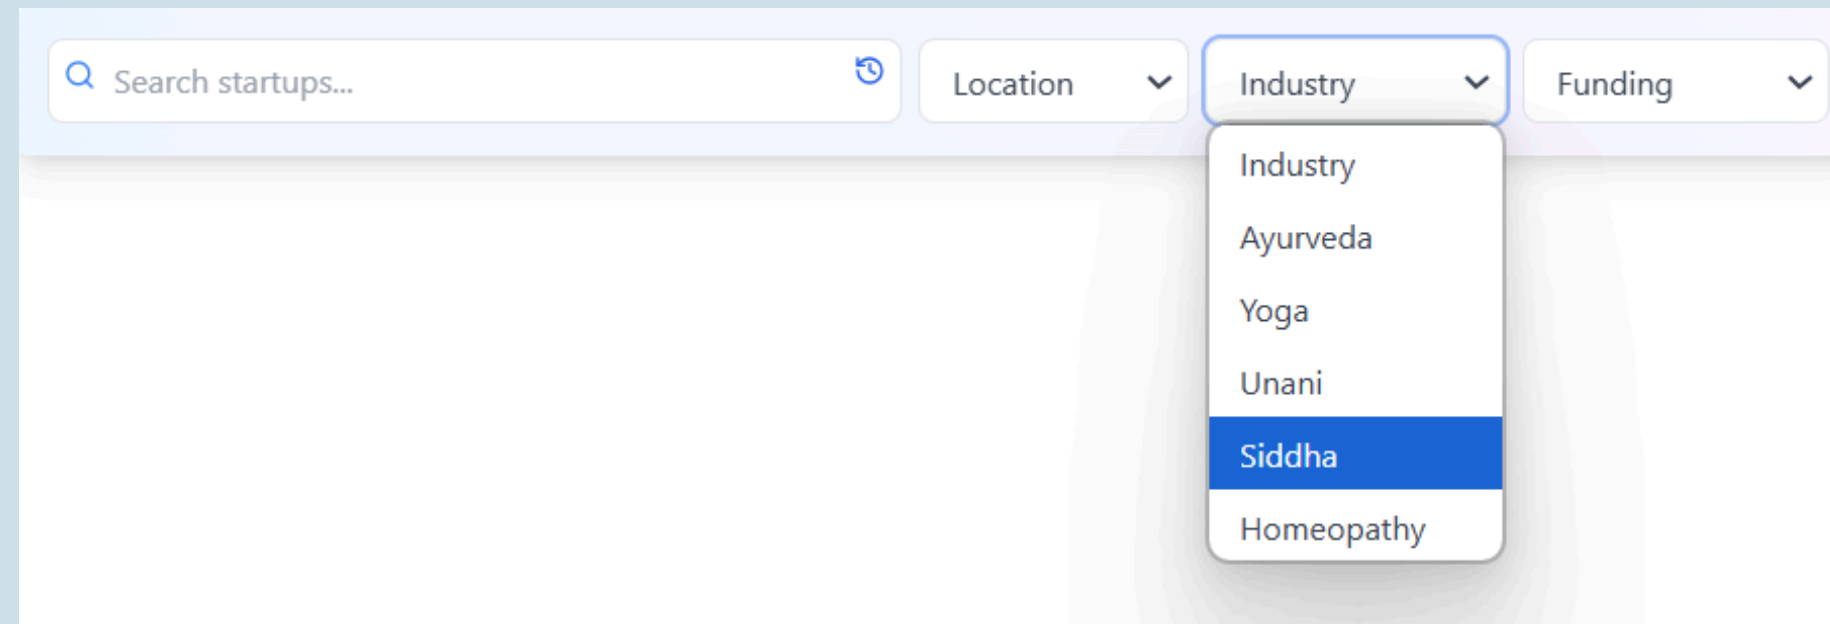 Search startups...
Location
Industry
Funding
Industry
Ayurveda
Yoga
Unani
Siddha
Homeopathy